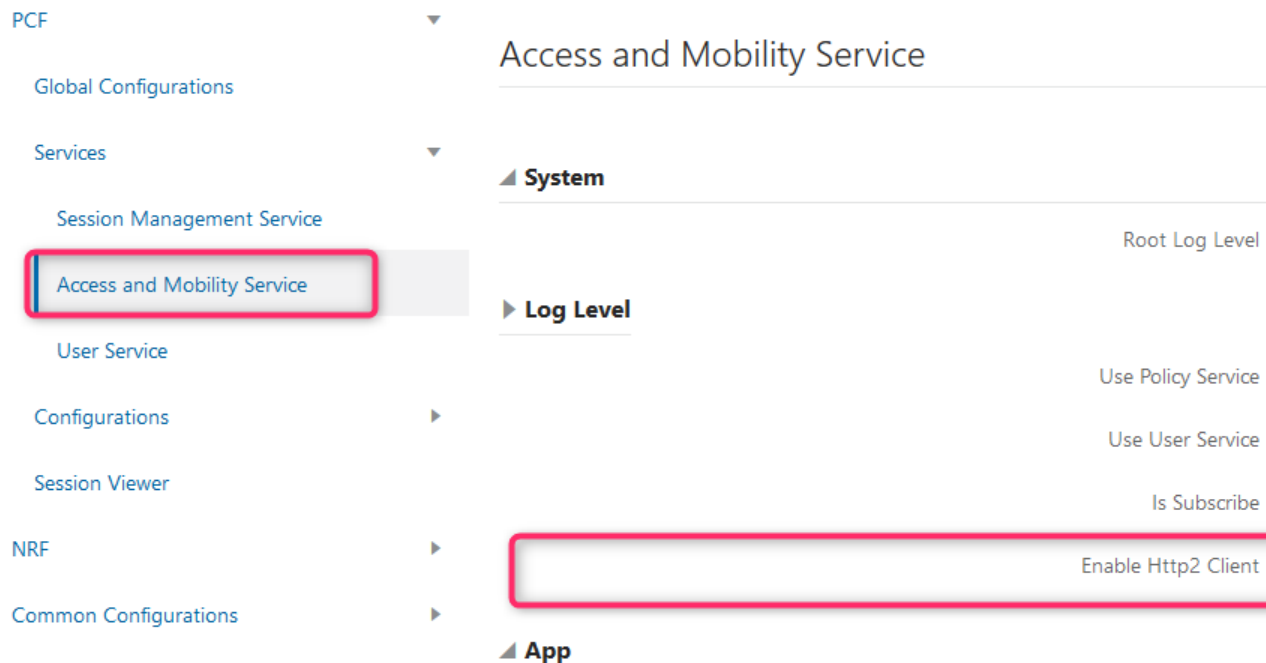 PCF
Global Configurations
Services
Session Management Service
Access and Mobility Service
User Service
Configurations
Session Viewer
NRF
Common Configurations
Access and Mobility Service
System
Root Log Level
Log Level
Use Policy Service
Use User Service
Is Subscribe
Enable Http2 Client
App